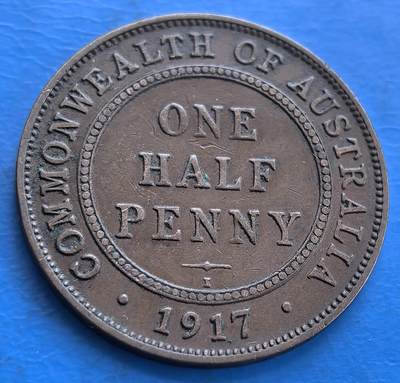 COMMONWEALTH OF AUSTRALIA
ONE
HALF
PENNY
I
· 1917 ·